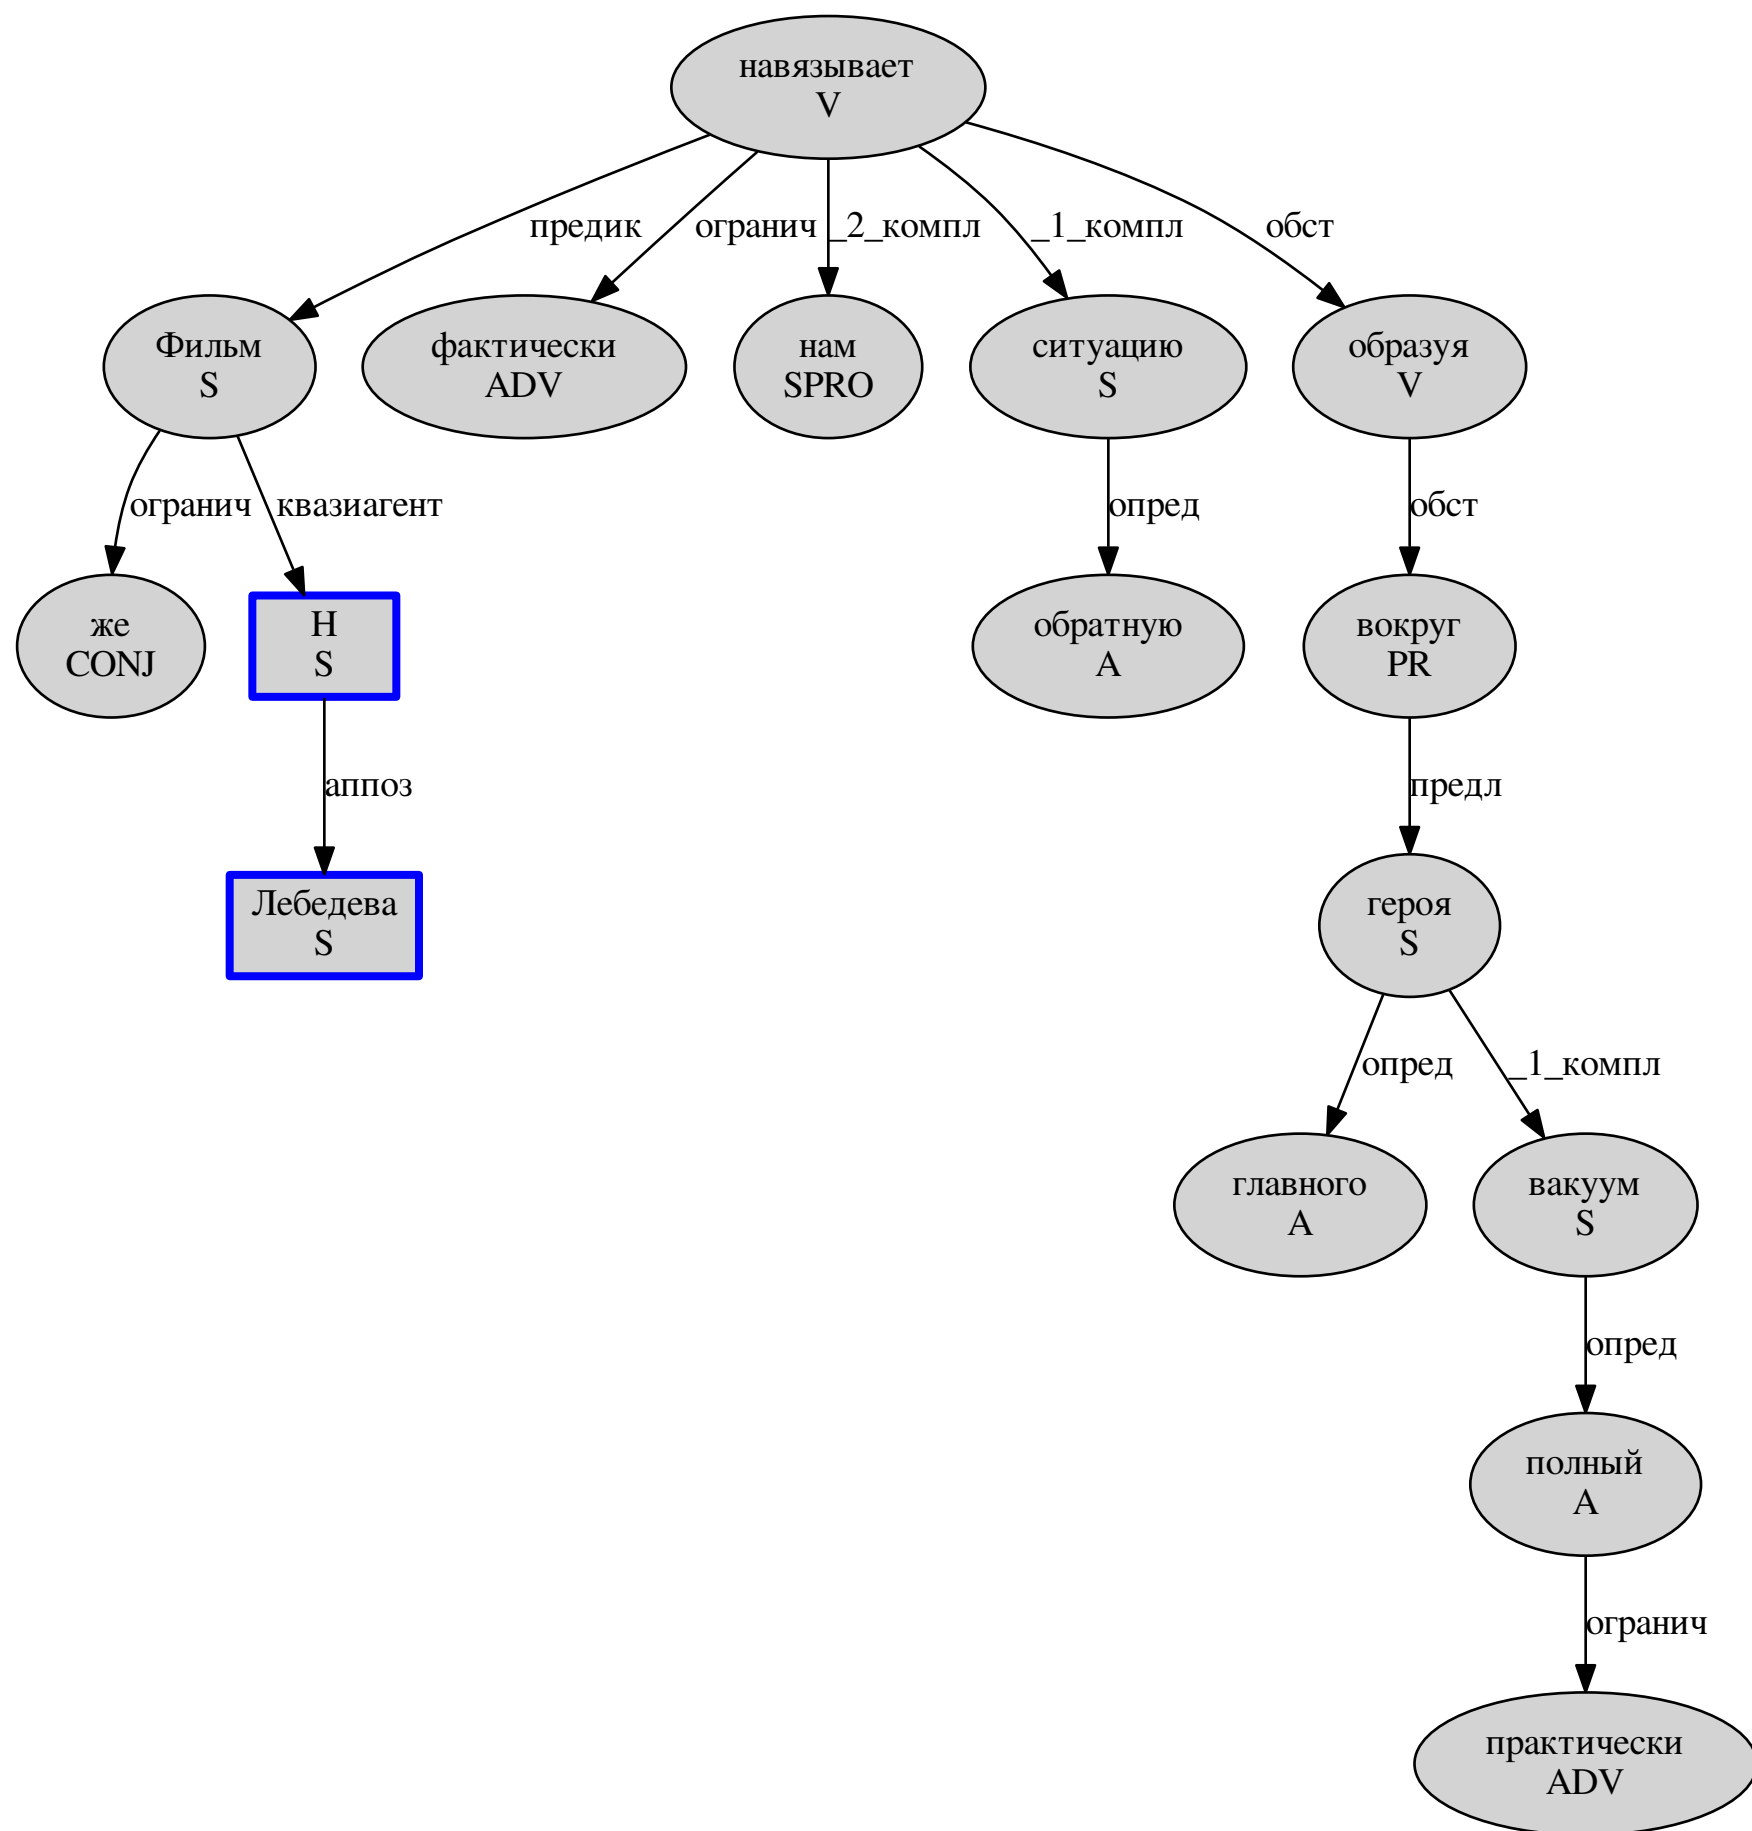 навязывает
V
предик
огранич
_2_компл
_1_компл
обст
Фильм
S
фактически
ADV
нам
SPRO
ситуацию
S
образуя
V
огранич
квазиагент
опред
обст
же
CONJ
Н
S
обратную
A
вокруг
PR
аппоз
предл
Лебедева
S
героя
S
опред
_1_компл
главного
A
вакуум
S
опред
полный
A
огранич
практически
ADV